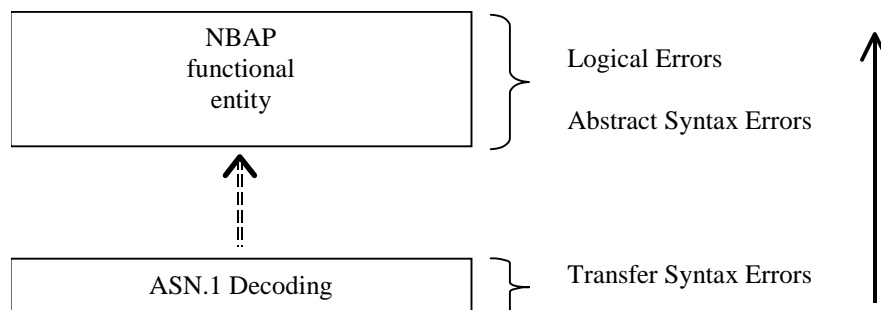 NBAP
functional
entity
Logical Errors
Abstract Syntax Errors
ASN.1 Decoding
Transfer Syntax Errors